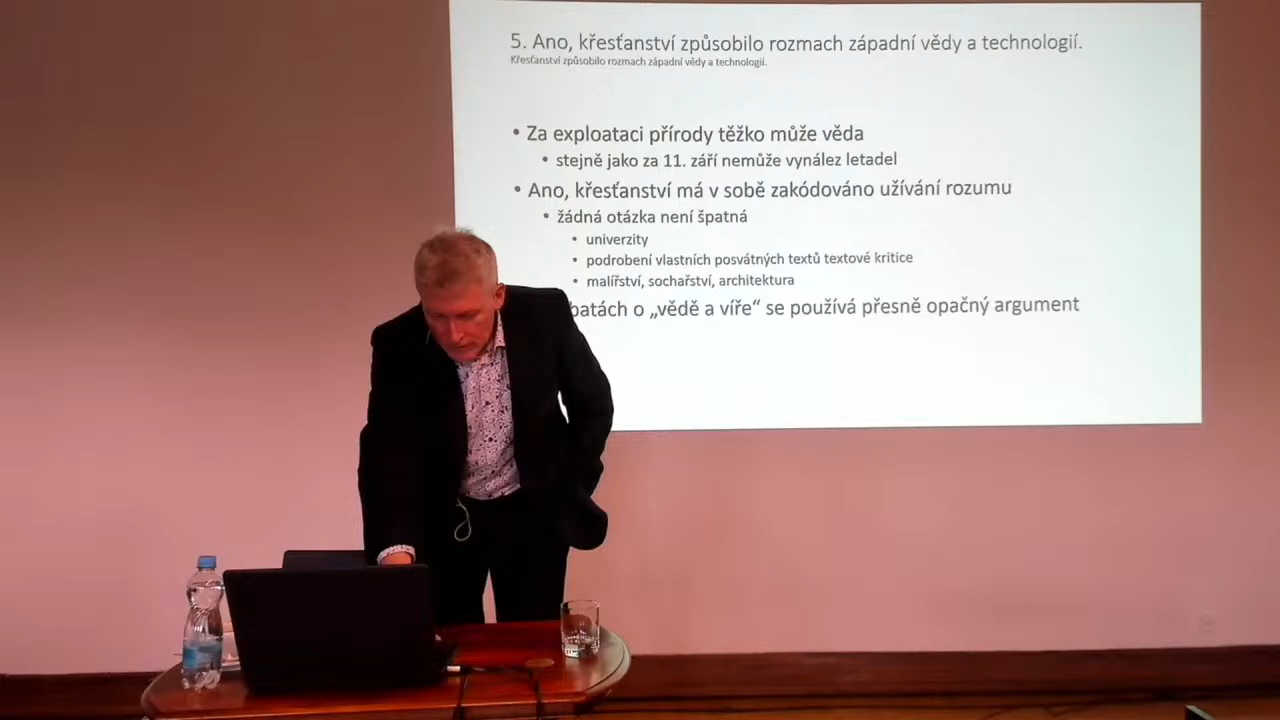 5. Ano, křesťanství způsobilo rozmach západní vědy a technologií.
Křesťanství způsobilo rozmach západní vědy a technologií.
• Za exploataci přírody těžko může věda
• stejně jako za 11. září nemůže vynález letadel
• Ano, křesťanství má v sobě zakódováno užívání rozumu
• žádná otázka není špatná
• univerzity
• podrobení vlastních posvátných textů textové kritice
• malířství, sochařství, architektura
batách o „vědě a víře“ se používá přesně opačný argument